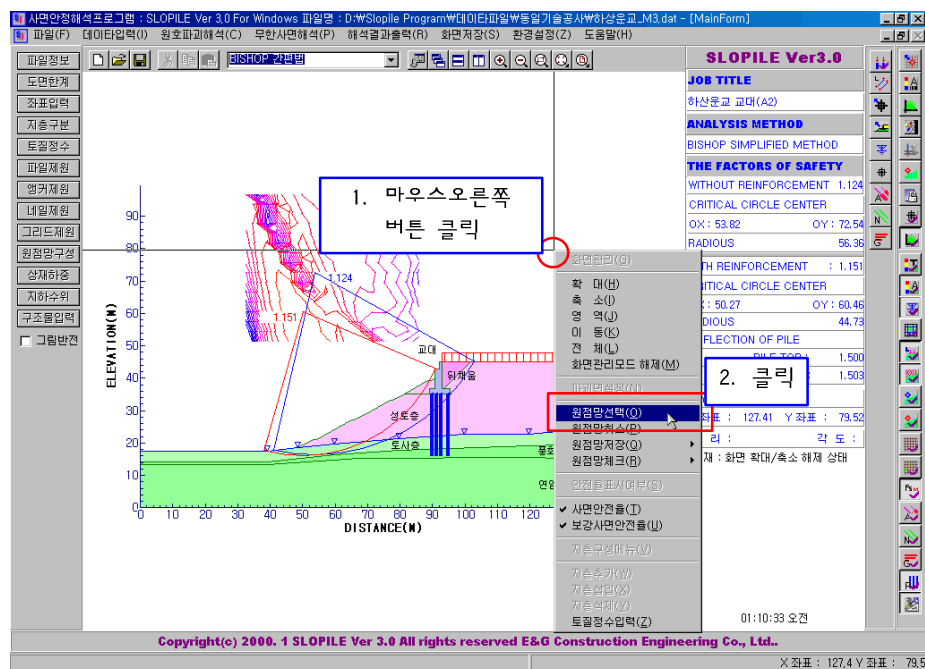 사면안정해석프로그램 : SLOPILE Ver 3,0 For Windows 파일명 : D:₩Slopile Program₩데이타파일₩동일기술공사₩하상운교_M3.dat - [MainForm]
파일(F) 데이타입력(I) 원호파괴해석(C) 무한사면해석(P) 해석결과출력(R) 화면저장(S) 환경설정(Z) 도움말(H)
파일정보
도면한계
좌표입력
지층구분
토질정수
파일제원
앵커제원
네일제원
그리드제원
원점망구성
상재하중
지하수위
구조물입력
그림반전
BISHOP 간편법
1. 마우스오른쪽
버튼 클릭
ELEVATION(M)
90
80
70
60
50
40
30
20
10
0
1.124
1.151
교대
뒤채움
성토층
토사층
풍화
연암
0 10 20 30 40 50 60 70 80 90 100 110 120
DISTANCE(M)
화면관리(G)
확 대(H)
축 소(I)
영 역(J)
이 동(K)
전 체(L)
화면관리모드 해제(M)
파괴면설정(N)
원점망선택(O)
원점망취소(P)
원점망저장(Q)
원점망체크(R)
안전율표시여부(S)
사면안전율(T)
보강사면안전율(U)
지층구성메뉴(V)
지층추가(W)
지층삽입(X)
지층삭제(Y)
토질정수입력(Z)
2. 클릭
SLOPILE Ver3.0
JOB TITLE
하산운교 교대(A2)
ANALYSIS METHOD
BISHOP SIMPLIFIED METHOD
THE FACTORS OF SAFETY
WITHOUT REINFORCEMENT 1.124
CRITICAL CIRCLE CENTER
OX : 53.82 OY : 72.54
RADIOUS 56.36
TH REINFORCEMENT : 1.151
ITICAL CIRCLE CENTER
: 50.27 OY : 60.46
DIOUS 44.73
FLECTION OF PILE
PILE TOP : 1.500
: 1.503
좌표 : 127.41 Y 좌표 : 79.52
리 : 각 도 :
재 : 화면 확대/축소 해제 상태
01:10:33 오전
Copyright(c) 2000. 1 SLOPILE Ver 3.0 All rights reserved E&G Construction Engineering Co., Ltd..
X 좌표 : 127,4 Y 좌표 : 79,5